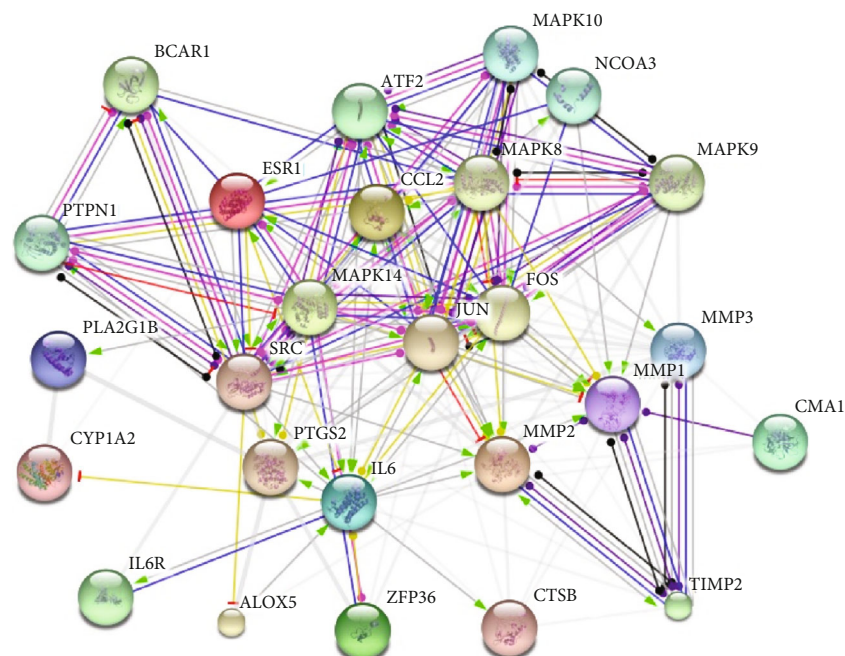 MAPK10
BCAR1
NCOA3
ATF2
MAPK8
MAPK9
ESR1
CCL2
PTPN1
MAPK14
FOS
JUN
MMP3
PLA2G1B
SRC
MMP1
CMA1
CYP1A2
PTGS2
MMP2
IL6
IL6R
ALOX5
ZFP36
CTSB
TIMP2